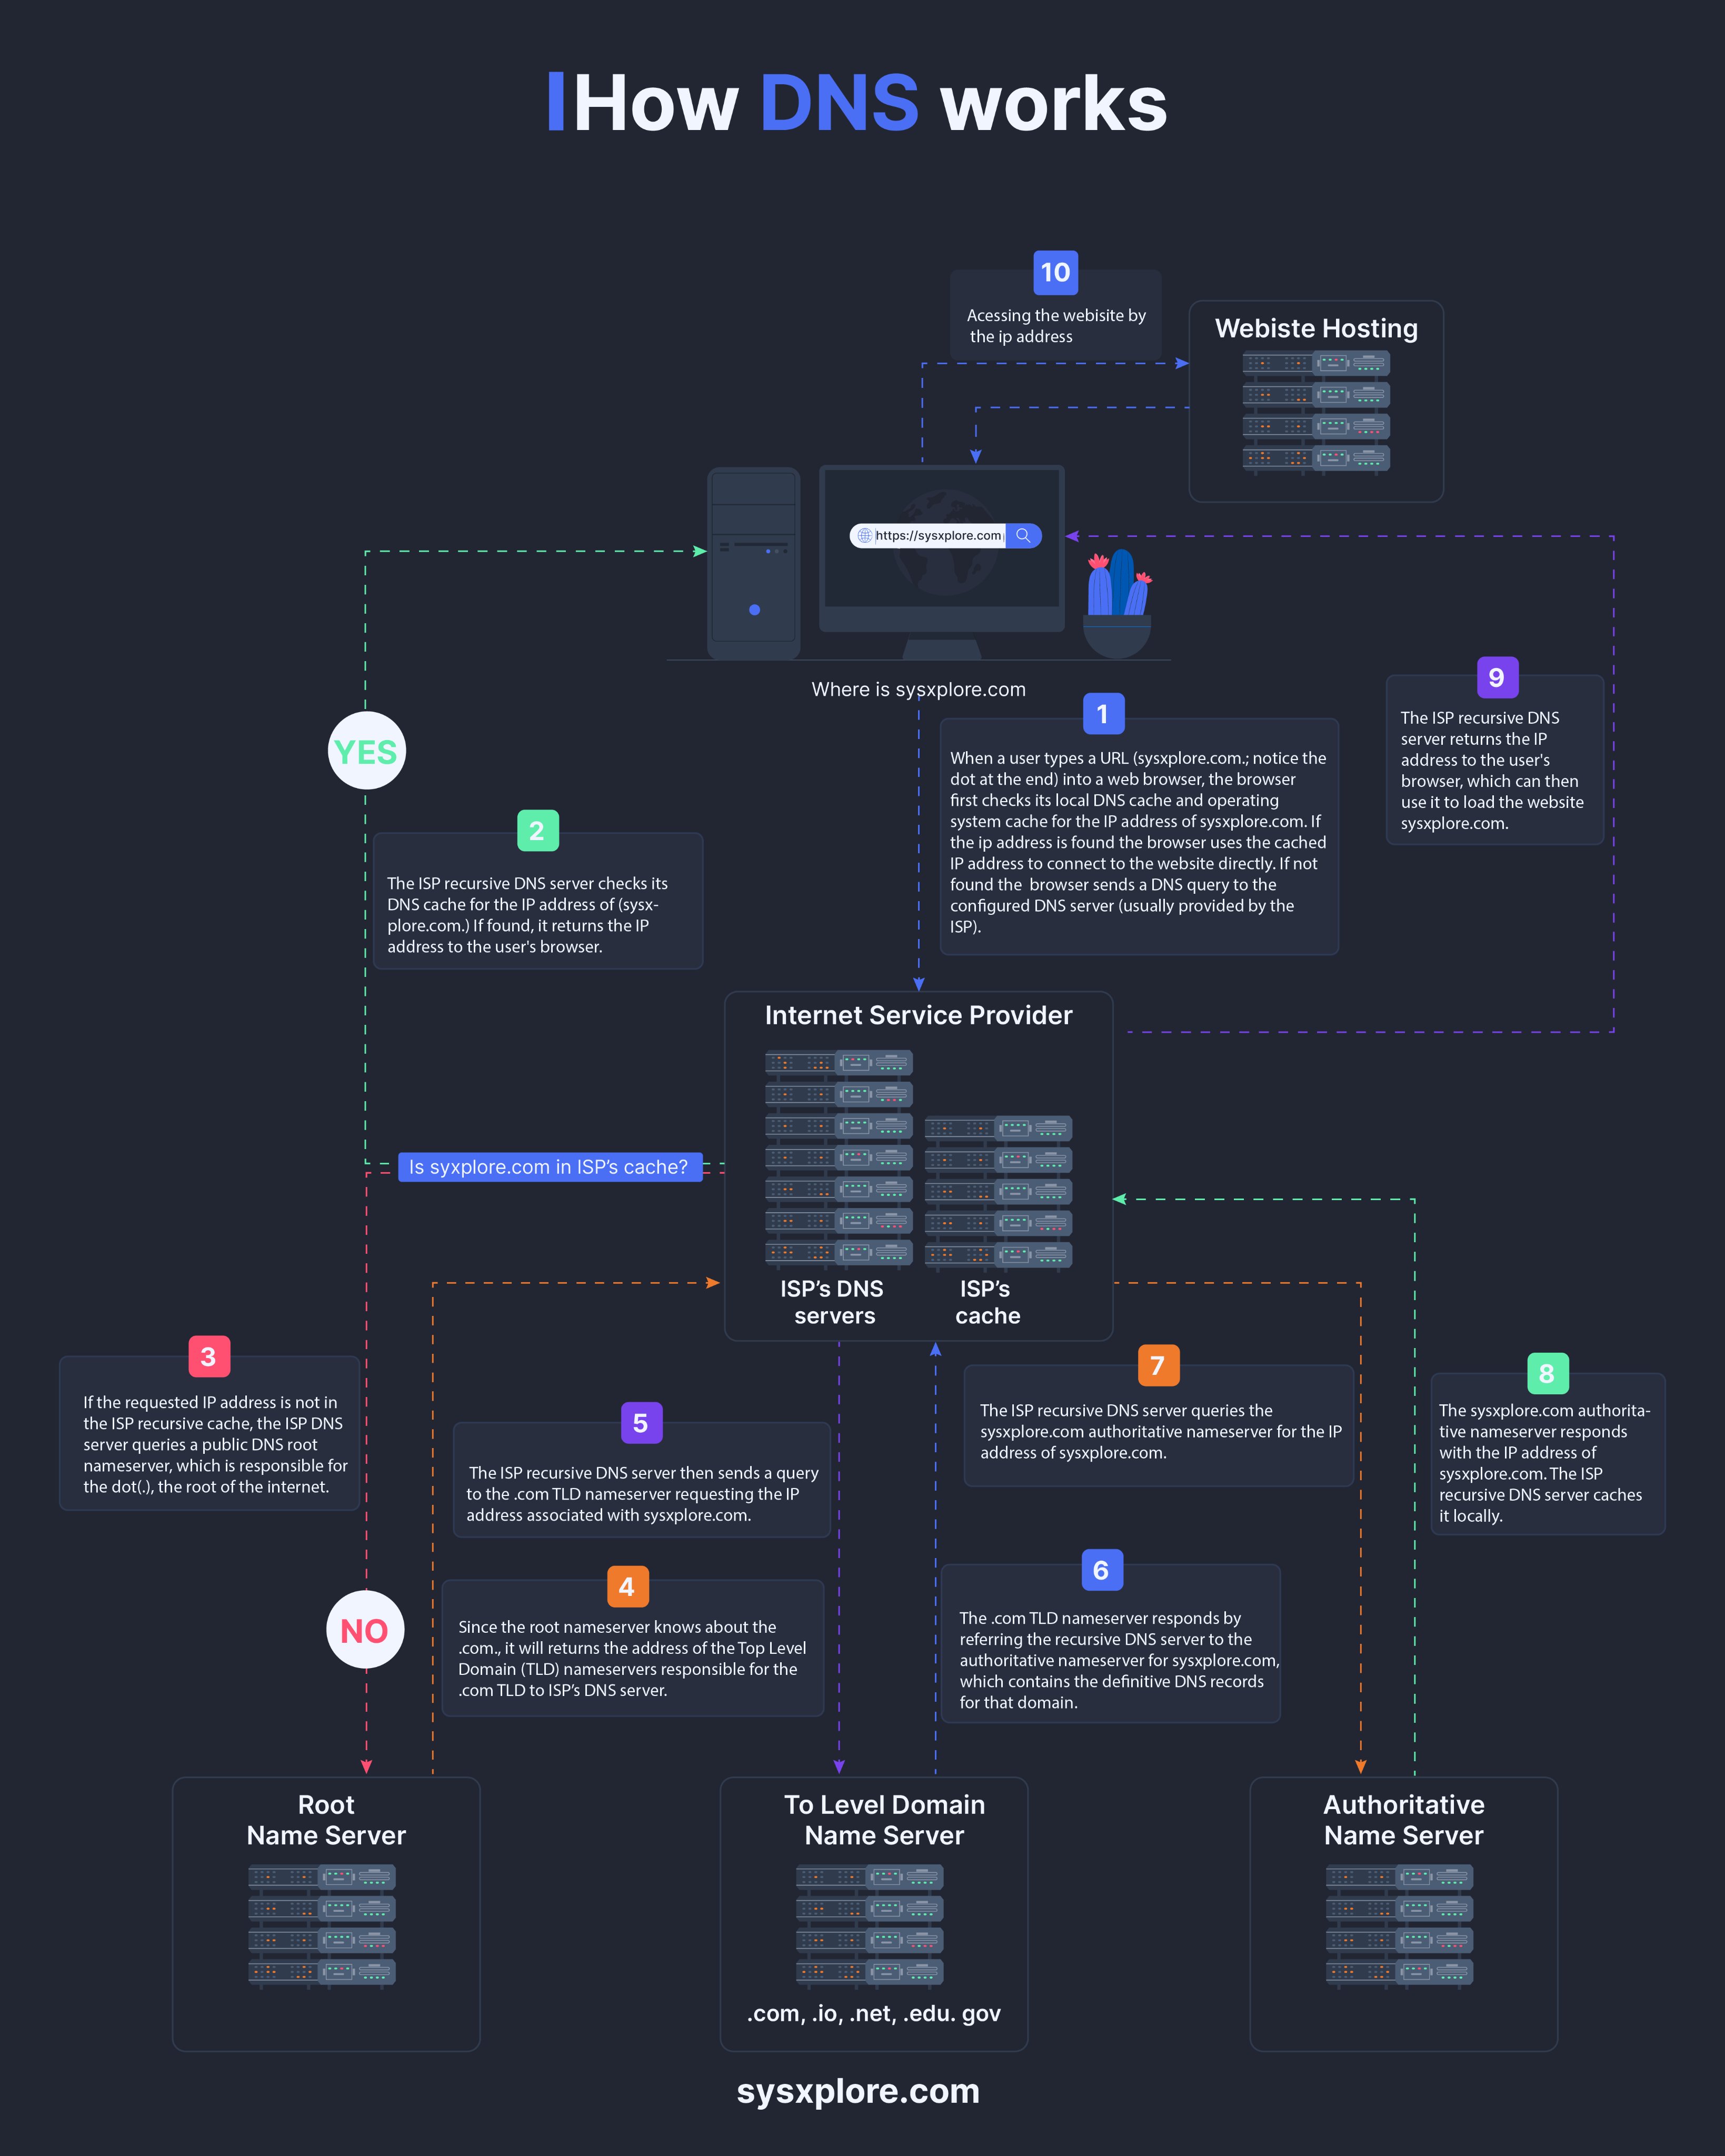 How DNS works
10
Acessing the webisite by
the ip address
Webiste Hosting
https://sysxplore.com
Where is sysxplore.com
YES
1
When a user types a URL (sysxplore.com.; notice the
dot at the end) into a web browser, the browser
first checks its local DNS cache and operating
system cache for the IP address of sysxplore.com. If
the ip address is found the browser uses the cached
IP address to connect to the website directly. If not
found the browser sends a DNS query to the
configured DNS server (usually provided by the
ISP).
9
The ISP recursive DNS
server returns the IP
address to the user's
browser, which can then
use it to load the website
sysxplore.com.
2
The ISP recursive DNS server checks its
DNS cache for the IP address of (sysx-
plore.com.) If found, it returns the IP
address to the user's browser.
Internet Service Provider
Is syxplore.com in ISP's cache?
ISP's DNS
servers
ISP's
cache
3
If the requested IP address is not in
the ISP recursive cache, the ISP DNS
server queries a public DNS root
nameserver, which is responsible for
the dot(.), the root of the internet.
5
The ISP recursive DNS server then sends a query
to the .com TLD nameserver requesting the IP
address associated with sysxplore.com.
7
The ISP recursive DNS server queries the
sysxplore.com authoritative nameserver for the IP
address of sysxplore.com.
8
The sysxplore.com authorita-
tive nameserver responds
with the IP address of
sysxplore.com. The ISP
recursive DNS server caches
it locally.
NO
4
Since the root nameserver knows about the
.com., it will returns the address of the Top Level
Domain (TLD) nameservers responsible for the
.com TLD to ISP's DNS server.
6
The .com TLD nameserver responds by
referring the recursive DNS server to the
authoritative nameserver for sysxplore.com,
which contains the definitive DNS records
for that domain.
Root
Name Server
To Level Domain
Name Server
.com, .io, .net, .edu. gov
Authoritative
Name Server
sysxplore.com